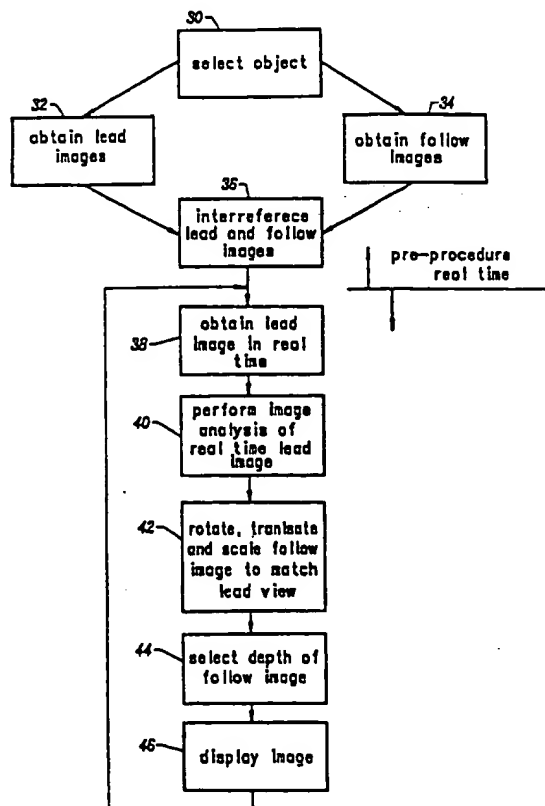 30
select object
32
obtain lead
images
34
obtain follow
images
36
interreferece
lead and follow
images
pre-procedure
real time
38
obtain lead
image in real
time
40
perform image
analysis of
real time lead
image
42
rotate, translate
and scale follow
image to match
lead view
44
select depth of
follow image
46
display image